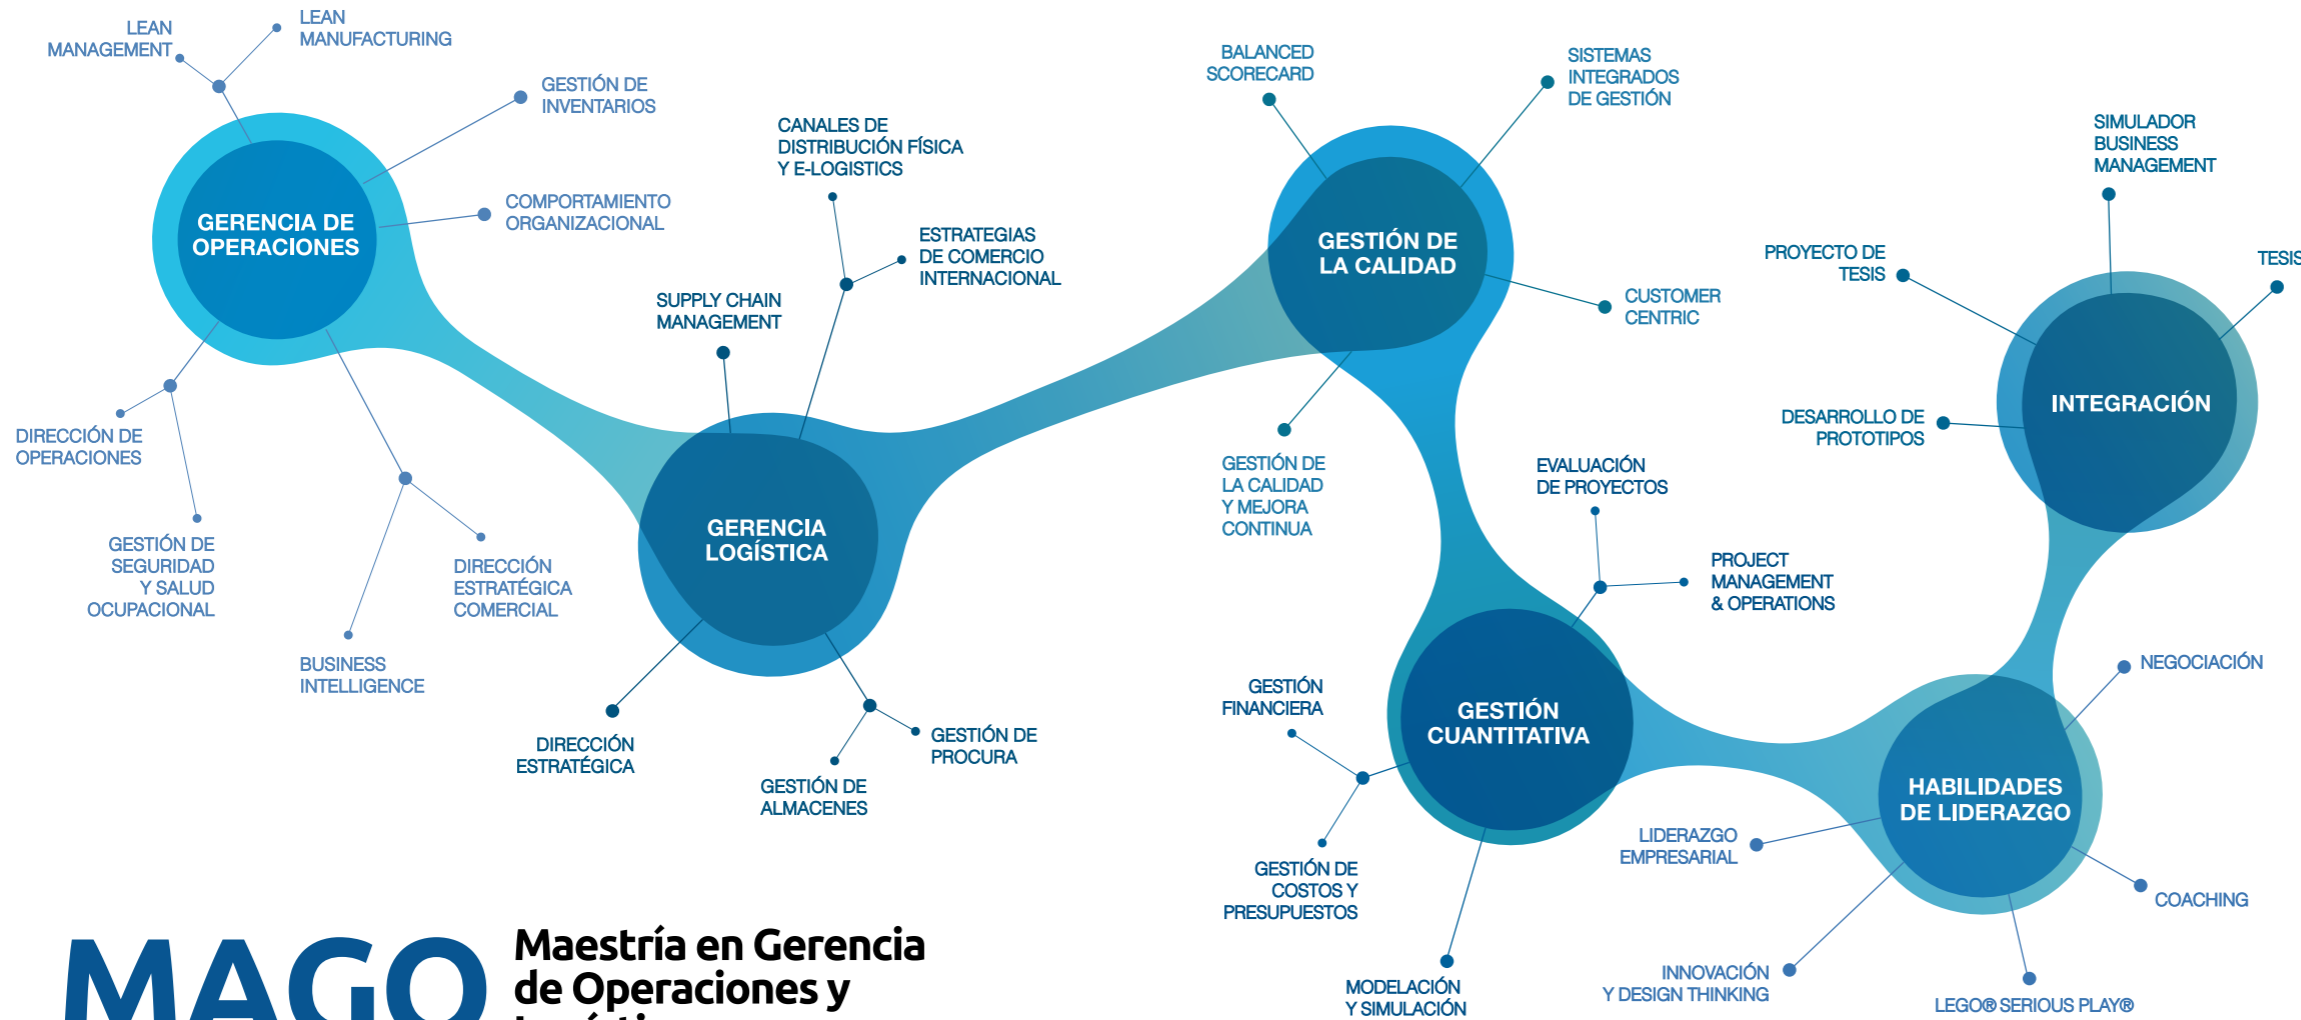 LEAN
MANAGEMENT
LEAN
MANUFACTURING
GESTIÓN DE
INVENTARIOS
COMPORTAMIENTO
ORGANIZACIONAL
GERENCIA DE
OPERACIONES
DIRECCIÓN DE
OPERACIONES
GESTIÓN DE
SEGURIDAD
Y SALUD
OCUPACIONAL
BUSINESS
INTELLIGENCE
DIRECCIÓN
ESTRATÉGICA
COMERCIAL
CANALES DE
DISTRIBUCIÓN FÍSICA
Y E-LOGISTICS
ESTRATEGIAS
DE COMERCIO
INTERNACIONAL
SUPPLY CHAIN
MANAGEMENT
GERENCIA
LOGÍSTICA
DIRECCIÓN
ESTRATÉGICA
GESTIÓN DE
ALMACENES
GESTIÓN DE
PROCURA
BALANCED
SCORECARD
SISTEMAS
INTEGRADOS
DE GESTIÓN
GESTIÓN DE
LA CALIDAD
CUSTOMER
CENTRIC
GESTIÓN DE
LA CALIDAD
Y MEJORA
CONTINUA
EVALUACIÓN
DE PROYECTOS
PROJECT
MANAGEMENT
& OPERATIONS
GESTIÓN
FINANCIERA
GESTIÓN
CUANTITATIVA
GESTIÓN DE
COSTOS Y
PRESUPUESTOS
MODELACIÓN
Y SIMULACIÓN
SIMULADOR
BUSINESS
MANAGEMENT
PROYECTO DE
TESIS
TESIS
INTEGRACIÓN
DESARROLLO DE
PROTOTIPOS
NEGOCIACIÓN
HABILIDADES
DE LIDERAZGO
LIDERAZGO
EMPRESARIAL
COACHING
INNOVACIÓN
Y DESIGN THINKING
LEGO® SERIOUS PLAY®
MAGO
Maestría en Gerencia
de Operaciones y